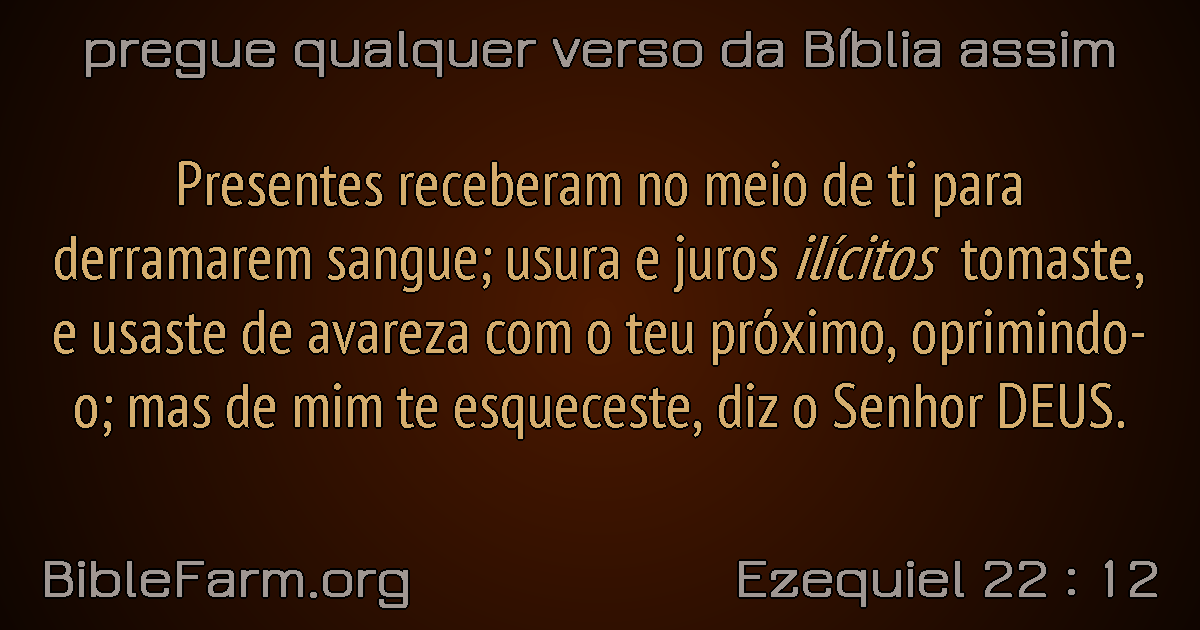 pregue qualquer verso da Bíblia assim
Presentes receberam no meio de ti para
derramarem sangue; usura e juros ilícitos tomaste,
e usaste de avareza com o teu próximo, oprimindo-
o; mas de mim te esqueceste, diz o Senhor DEUS.
BibleFarm.org
Ezequiel 22 : 12